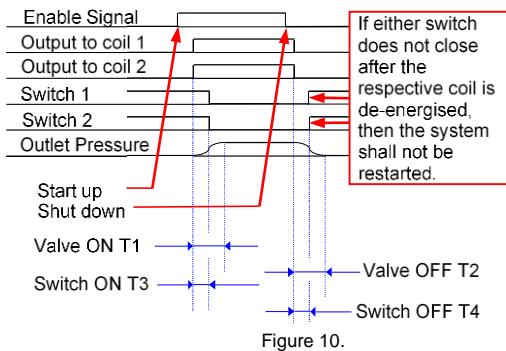 Enable Signal
Output to coil 1
Output to coil 2
Switch 1
Switch 2
Outlet Pressure
If either switch
does not close
after the
respective coil is
de-energised,
then the system
shall not be
restarted.
Start up
Shut down
Valve ON T1
Switch ON T3
Valve OFF T2
Switch OFF T4
Figure 10.